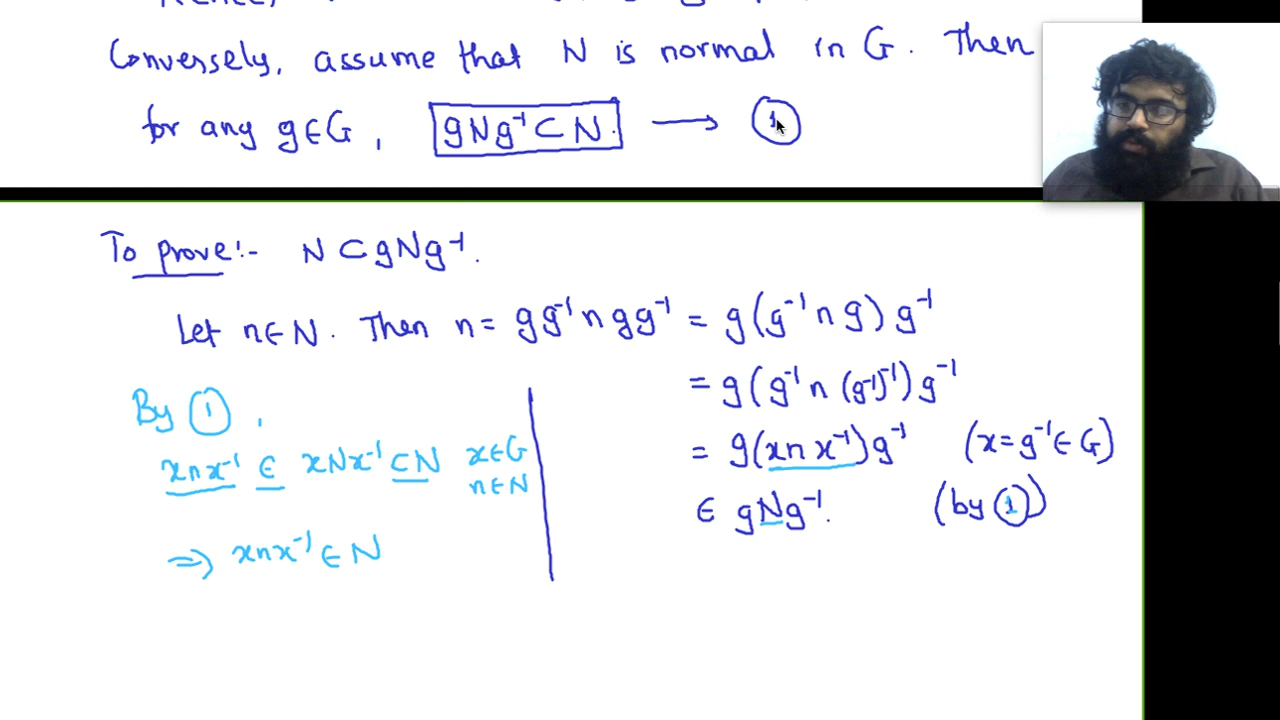 Conversely, assume that N is normal in G. Then
for any g∈G, gNg⁻¹⊂N. → ①
To prove:- N⊂gNg⁻¹.
Let n∈N. Then n = gg⁻¹ngg⁻¹ = g(g⁻¹ng)g⁻¹
= g(g⁻¹n(g⁻¹)⁻¹)g⁻¹
= g(xnx⁻¹)g⁻¹ (x=g⁻¹∈G)
∈ gNg⁻¹. (by ①)
By ①,
xnx⁻¹ ∈ xNx⁻¹⊂N x∈G
n∈N
⇒ xnx⁻¹∈N